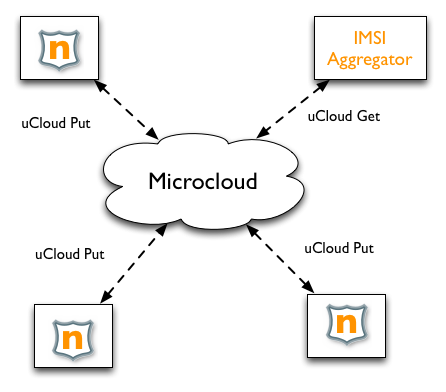 n
IMSI
Aggregator
uCloud Put
uCloud Get
Microcloud
uCloud Put
uCloud Put
n
n